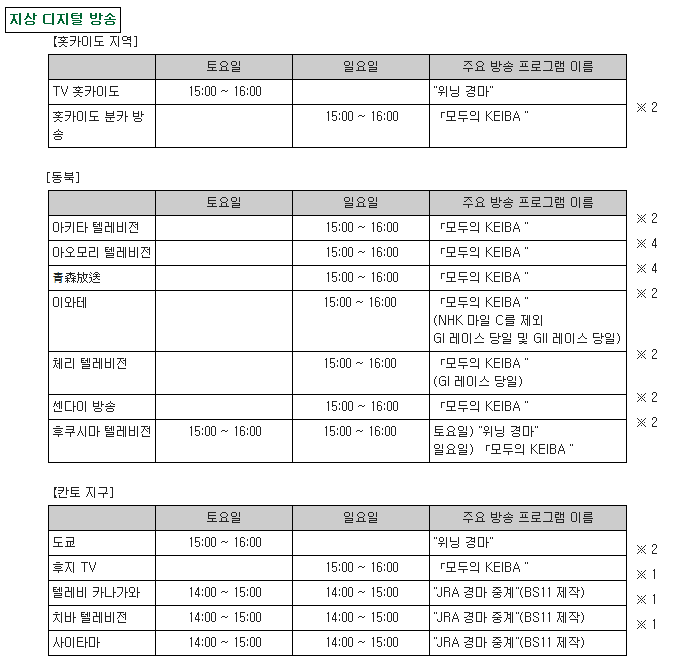 지상 디지털 방송
[홋카이도 지역]
토요일 일요일 주요 방송 프로그램 이름
TV 홋카이도 15:00 ~ 16:00 "위닝 경마"
홋카이도 분카 방송 15:00 ~ 16:00 「모두의 KEIBA " ※ 2
[동북]
토요일 일요일 주요 방송 프로그램 이름
아키타 텔레비전 15:00 ~ 16:00 「모두의 KEIBA " ※ 2
아오모리 텔레비전 15:00 ~ 16:00 「모두의 KEIBA " ※ 4
青森放送 15:00 ~ 16:00 「모두의 KEIBA " ※ 4
이와테 15:00 ~ 16:00 「모두의 KEIBA " ※ 2
(NHK 마일 C를 제외
GI 레이스 당일 및 GII 레이스 당일)
체리 텔레비전 15:00 ~ 16:00 「모두의 KEIBA " ※ 2
(GI 레이스 당일)
센다이 방송 15:00 ~ 16:00 「모두의 KEIBA " ※ 2
후쿠시마 텔레비전 15:00 ~ 16:00 15:00 ~ 16:00 토요일) "위닝 경마" ※ 2
일요일) 「모두의 KEIBA "
[칸토 지구]
토요일 일요일 주요 방송 프로그램 이름
도쿄 15:00 ~ 16:00 "위닝 경마"
후지 TV 15:00 ~ 16:00 「모두의 KEIBA " ※ 2
텔레비 카나가와 14:00 ~ 15:00 14:00 ~ 15:00 "JRA 경마 중계"(BS11 제작) ※ 1
치바 텔레비전 14:00 ~ 15:00 14:00 ~ 15:00 "JRA 경마 중계"(BS11 제작) ※ 1
사이타마 14:00 ~ 15:00 14:00 ~ 15:00 "JRA 경마 중계"(BS11 제작) ※ 1